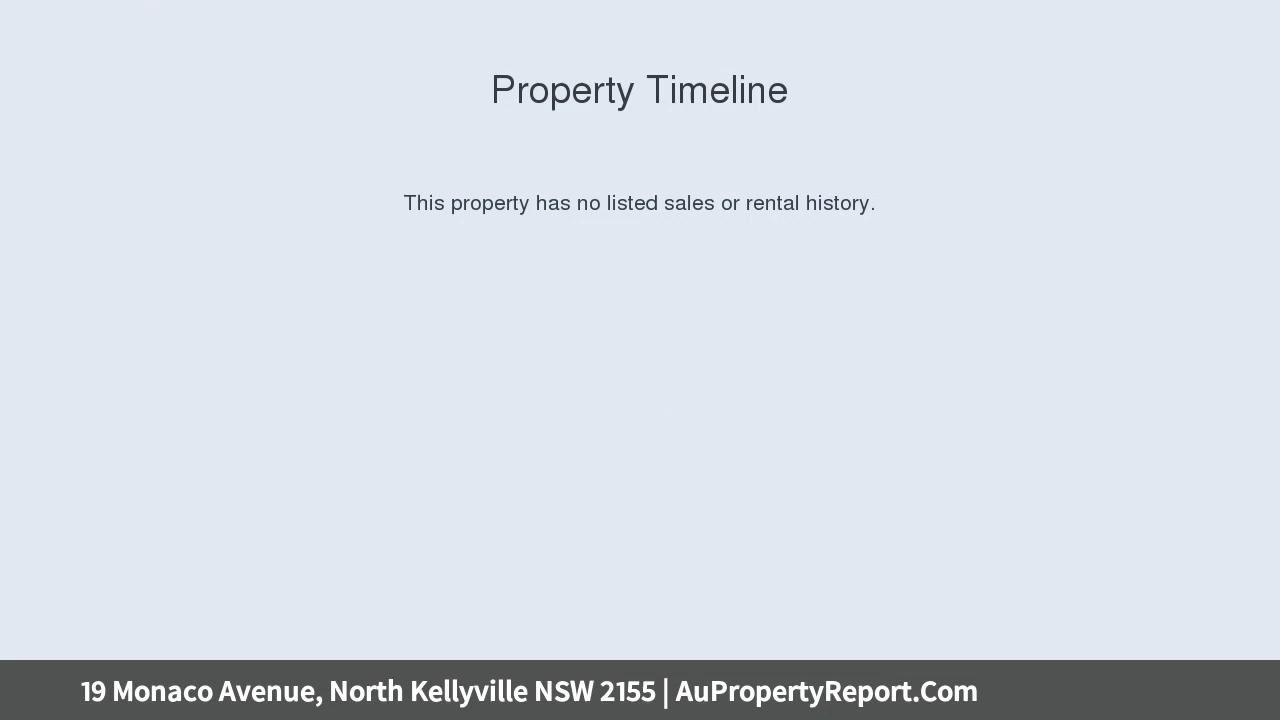 Property Timeline
This property has no listed sales or rental history.
19 Monaco Avenue, North Kellyville NSW 2155 | AuPropertyReport.Com